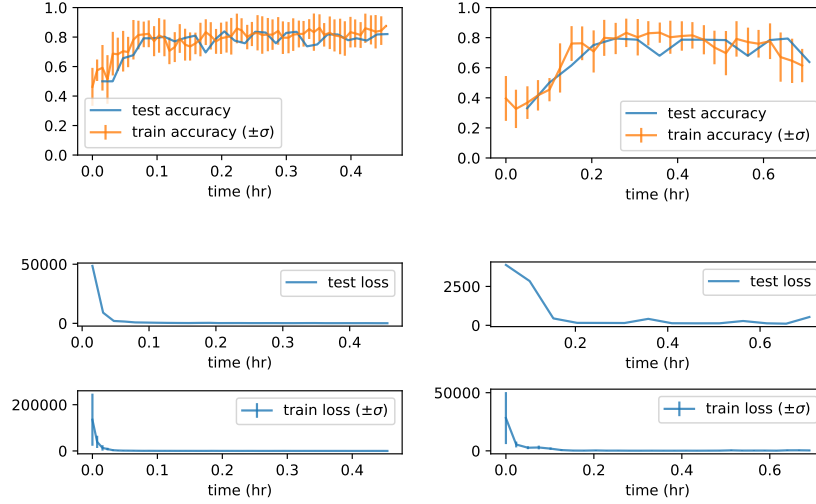 1.0
0.8
0.6
0.4
0.2
0.0
test accuracy
train accuracy (±σ)
0.0 0.1 0.2 0.3 0.4
time (hr)
1.0
0.8
0.6
0.4
0.2
0.0
test accuracy
train accuracy (±σ)
0.0 0.2 0.4 0.6
time (hr)
50000
0
test loss
0.0 0.1 0.2 0.3 0.4
time (hr)
2500
0
test loss
0.2 0.4 0.6
time (hr)
200000
0
train loss (±σ)
0.0 0.1 0.2 0.3 0.4
time (hr)
50000
0
train loss (±σ)
0.0 0.2 0.4 0.6
time (hr)